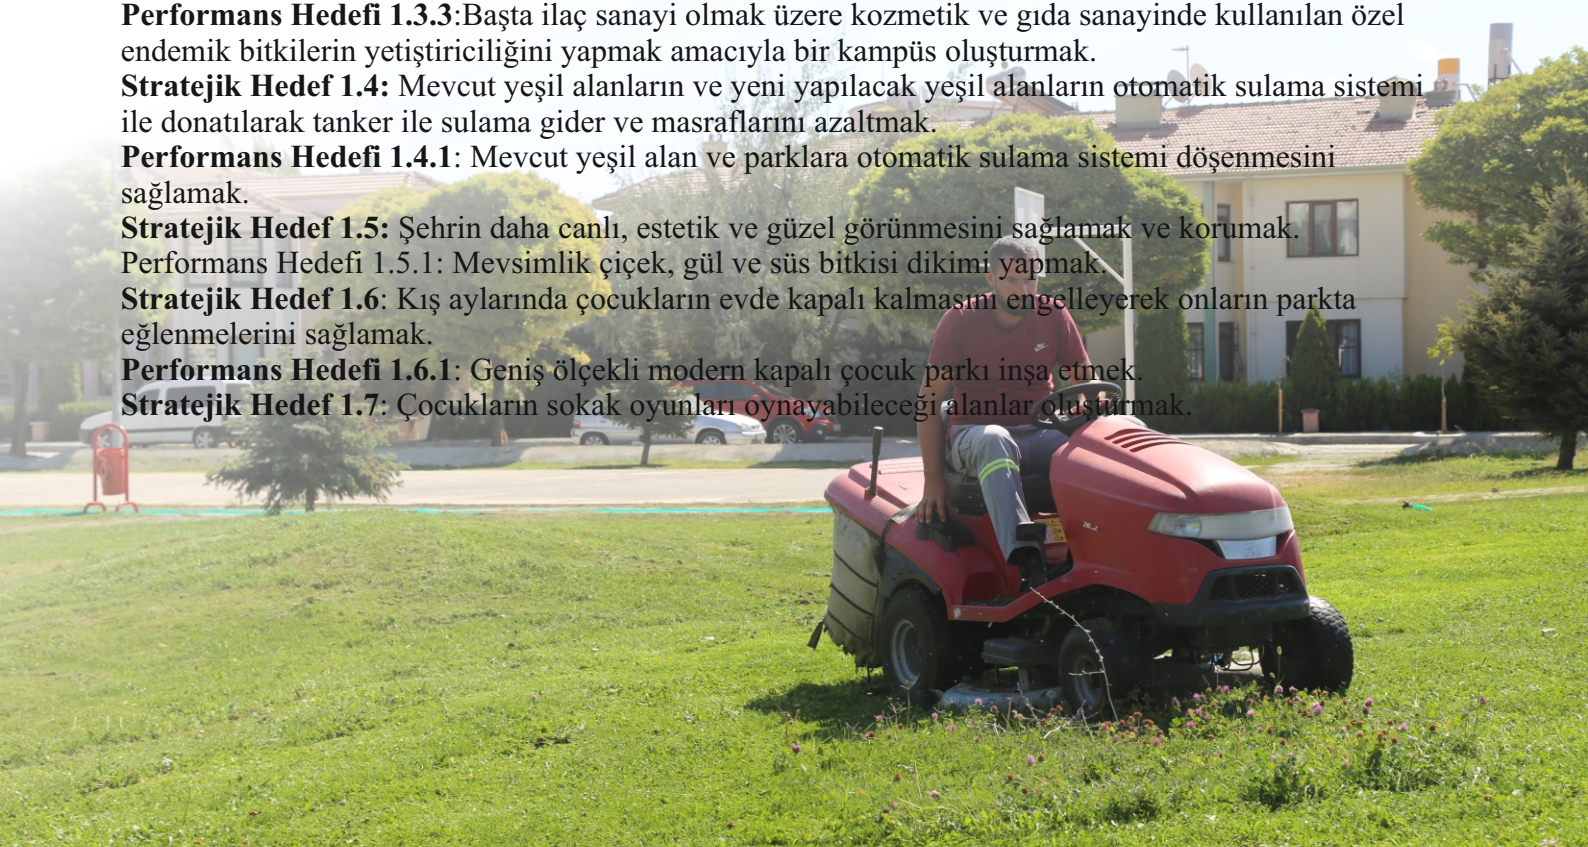 Performans Hedefi 1.3.3:Başta ilaç sanayi olmak üzere kozmetik ve gıda sanayinde kullanılan özel
endemik bitkilerin yetiştiriciliğini yapmak amacıyla bir kampüs oluşturmak.
Stratejik Hedef 1.4: Mevcut yeşil alanların ve yeni yapılacak yeşil alanların otomatik sulama sistemi
ile donatılarak tanker ile sulama gider ve masraflarını azaltmak.
Performans Hedefi 1.4.1: Mevcut yeşil alan ve parklara otomatik sulama sistemi döşenmesini
sağlamak.
Stratejik Hedef 1.5: Şehrin daha canlı, estetik ve güzel görünmesini sağlamak ve korumak.
Performans Hedefi 1.5.1: Mevsimlik çiçek, gül ve süs bitkisi dikimi yapmak.
Stratejik Hedef 1.6: Kış aylarında çocukların evde kapalı kalmasını engelleyerek onların parkta
eğlenmelerini sağlamak.
Performans Hedefi 1.6.1: Geniş ölçekli modern kapalı çocuk parkı inşa etmek.
Stratejik Hedef 1.7: Çocukların sokak oyunları oynayabileceği alanlar oluşturmak.